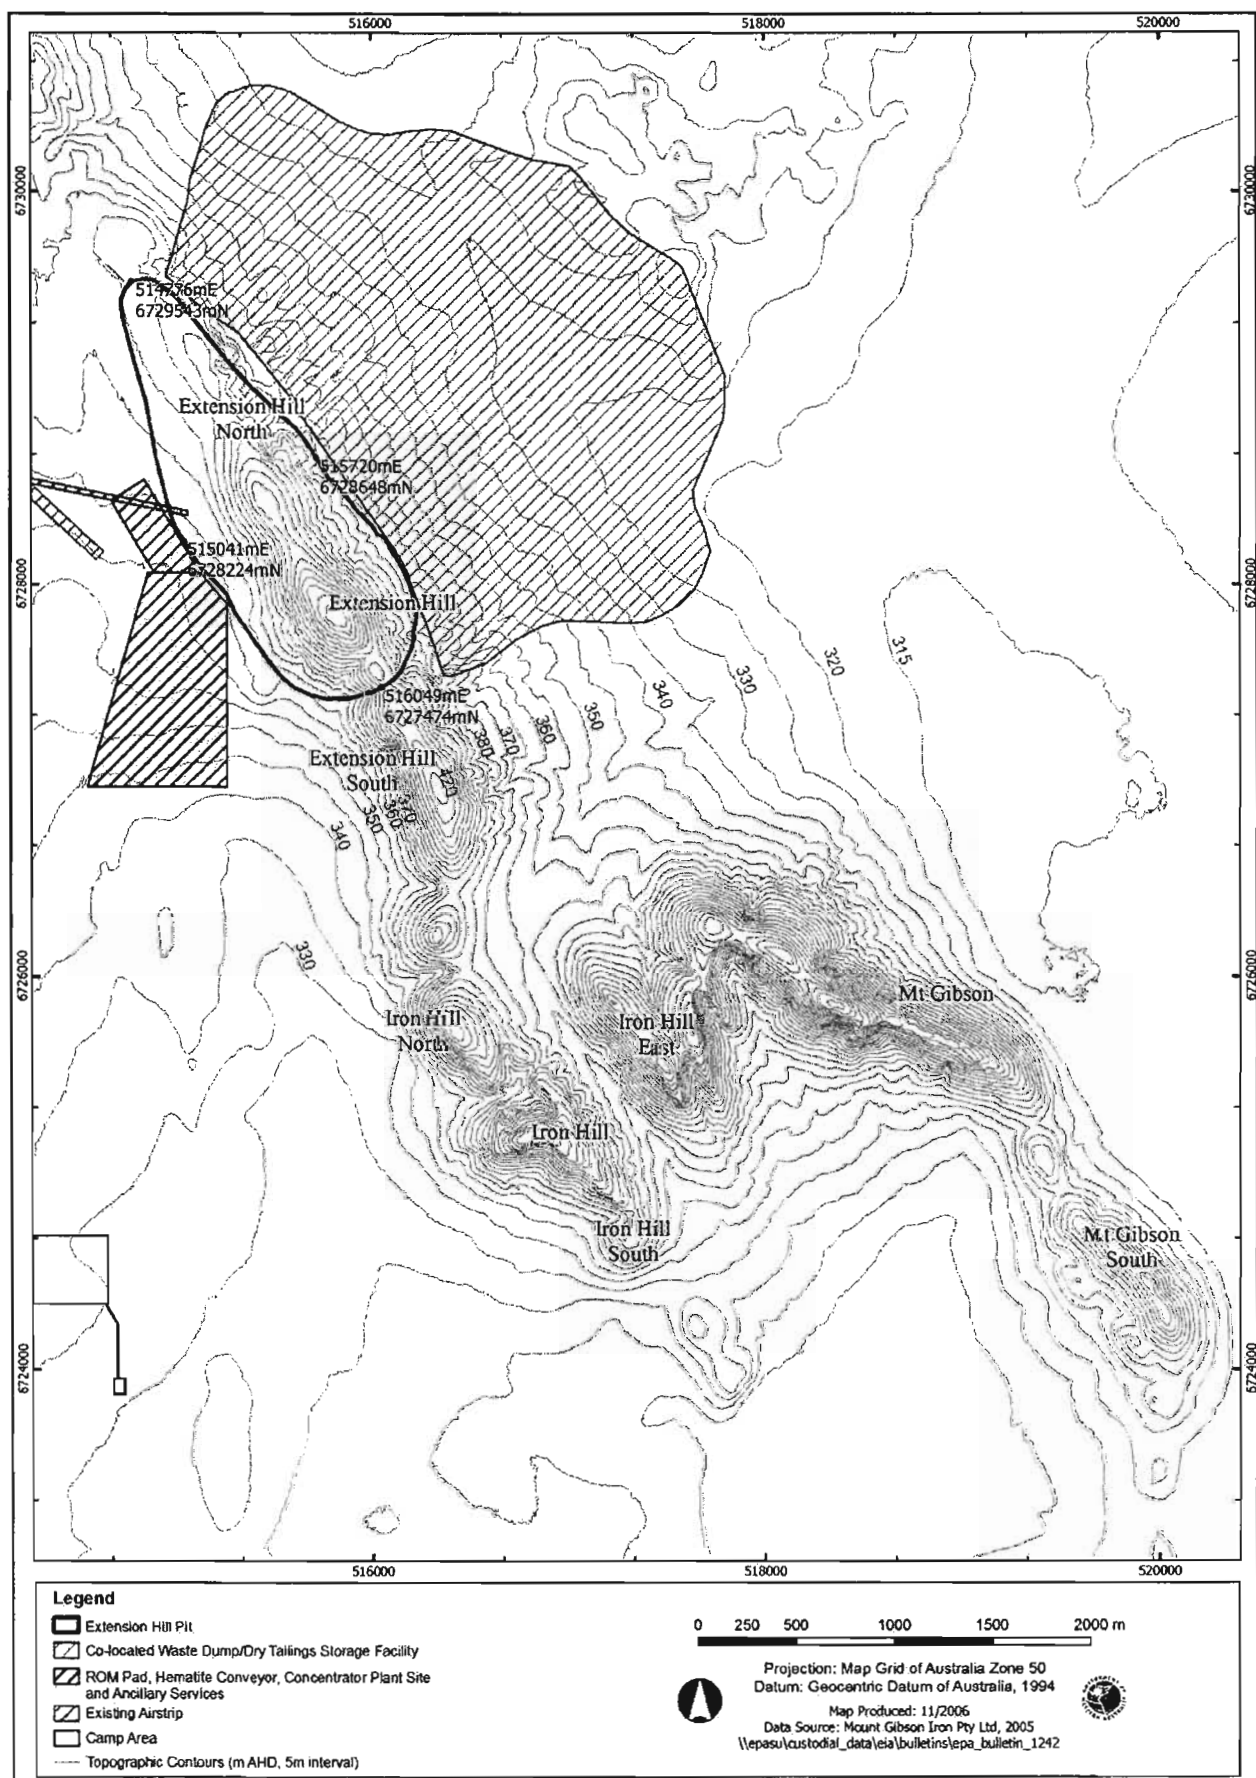 516000
518000
520000
6730000
6730000
514776mE
6729543mN
Extension Hill
North
515720mE
6728648mN
515041mE
6728224mN
6728000
6728000
Extension Hill
315
320
330
340
350
360
370
380
516049mE
6727474mN
Extension Hill
South
420
370
360
350
340
330
6726000
6726000
Mt Gibson
Iron Hill
North
Iron Hill
East
Iron Hill
Iron Hill
South
Mt Gibson
South
6724000
6724000
516000
518000
520000
Legend
Extension Hill Pit
Co-located Waste Dump/Dry Tailings Storage Facility
ROM Pad, Hematite Conveyor, Concentrator Plant Site
and Ancillary Services
Existing Airstrip
Camp Area
Topographic Contours (m AHD, 5m interval)
0 250 500 1000 1500 2000 m
Projection: Map Grid of Australia Zone 50
Datum: Geocentric Datum of Australia, 1994
Map Produced: 11/2006
Data Source: Mount Gibson Iron Pty Ltd, 2005
\\epasu\custodial_data\eia\bulletins\epa_bulletin_1242